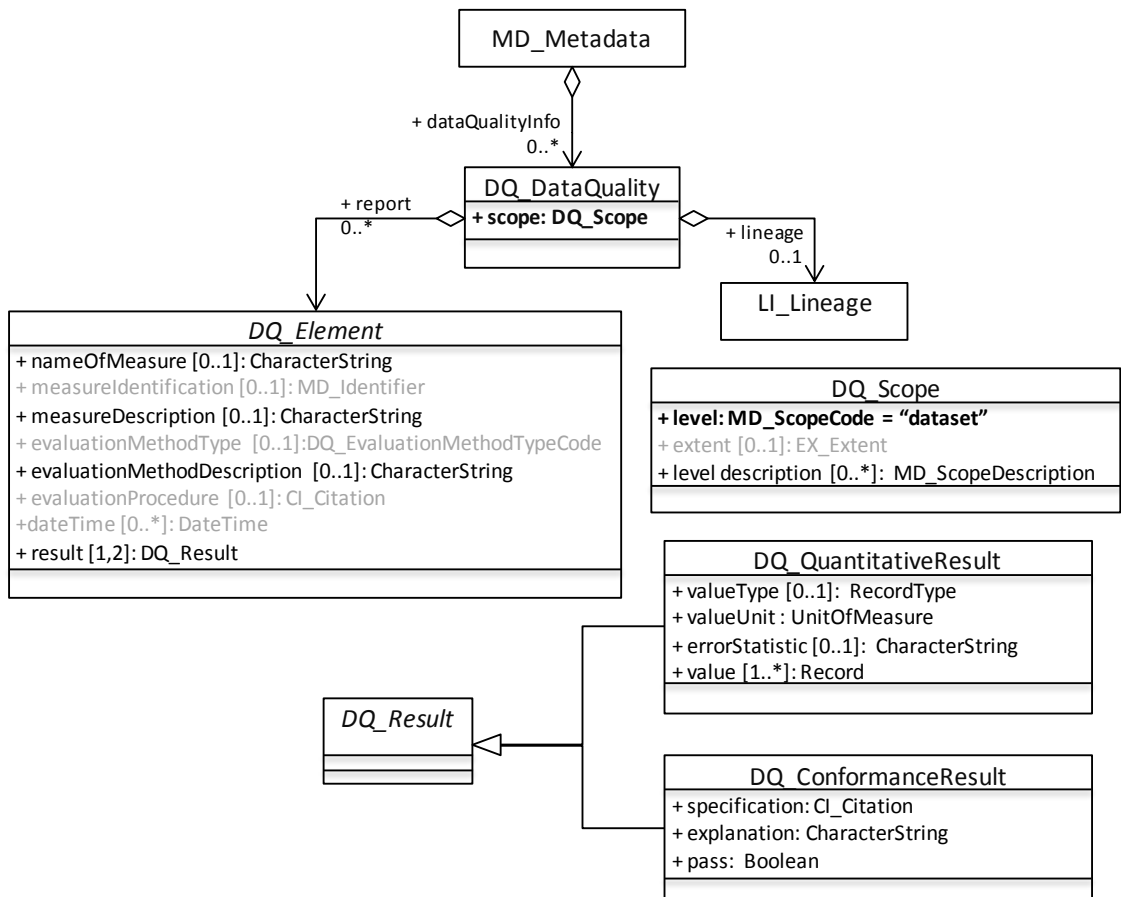 MD_Metadata
+ dataQualityInfo
0..*
DQ_DataQuality
+ scope: DQ_Scope
+ report
0..*
+ lineage
0..1
LI_Lineage
DQ_Element
+ nameOfMeasure [0..1]: CharacterString
+ measureIdentification [0..1]: MD_Identifier
+ measureDescription [0..1]: CharacterString
+ evaluationMethodType [0..1]:DQ_EvaluationMethodTypeCode
+ evaluationMethodDescription [0..1]: CharacterString
+ evaluationProcedure [0..1]: CI_Citation
+dateTime [0..*]: DateTime
+ result [1,2]: DQ_Result
DQ_Scope
+ level: MD_ScopeCode = “dataset”
+ extent [0..1]: EX_Extent
+ level description [0..*]: MD_ScopeDescription
DQ_QuantitativeResult
+ valueType [0..1]: RecordType
+ valueUnit : UnitOfMeasure
+ errorStatistic [0..1]: CharacterString
+ value [1..*]: Record
DQ_Result
DQ_ConformanceResult
+ specification: CI_Citation
+ explanation: CharacterString
+ pass: Boolean